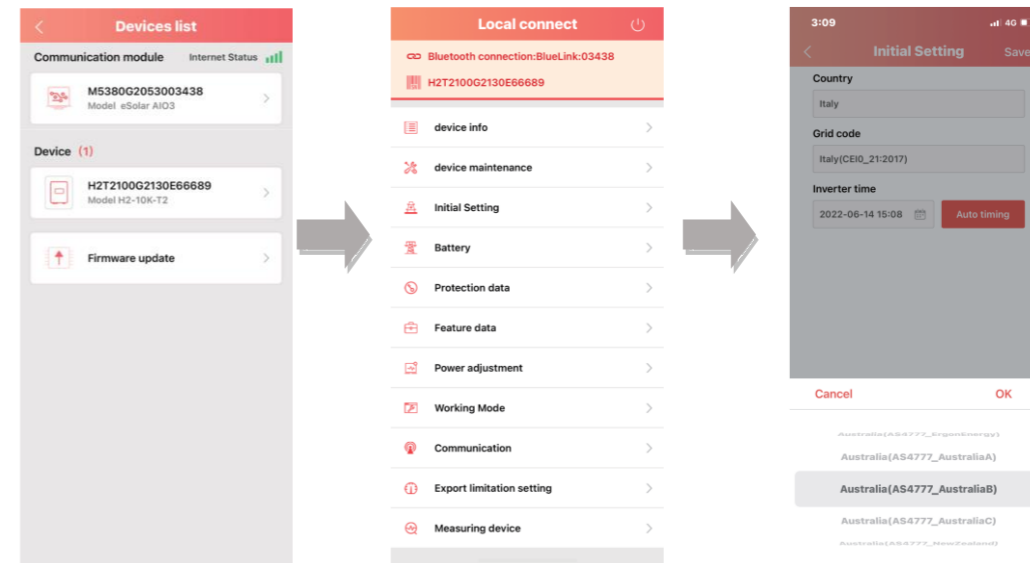 Devices list
Communication module Internet Status
M5380G2053003438
Model eSolar AIO3
Device (1)
H2T2100G2130E66689
Model H2-10K-T2
Firmware update
Local connect
Bluetooth connection:BlueLink:03438
H2T2100G2130E66689
device info
device maintenance
Initial Setting
Battery
Protection data
Feature data
Power adjustment
Working Mode
Communication
Export limitation setting
Measuring device
3:09 4G
Initial Setting Save
Country
Italy
Grid code
Italy(CEI0_21:2017)
Inverter time
2022-06-14 15:08 Auto timing
Cancel OK
Australia(AS4777_ErgonEnergy)
Australia(AS4777_AustraliaA)
Australia(AS4777_AustraliaB)
Australia(AS4777_AustraliaC)
Australia(AS4777_NewZealand)